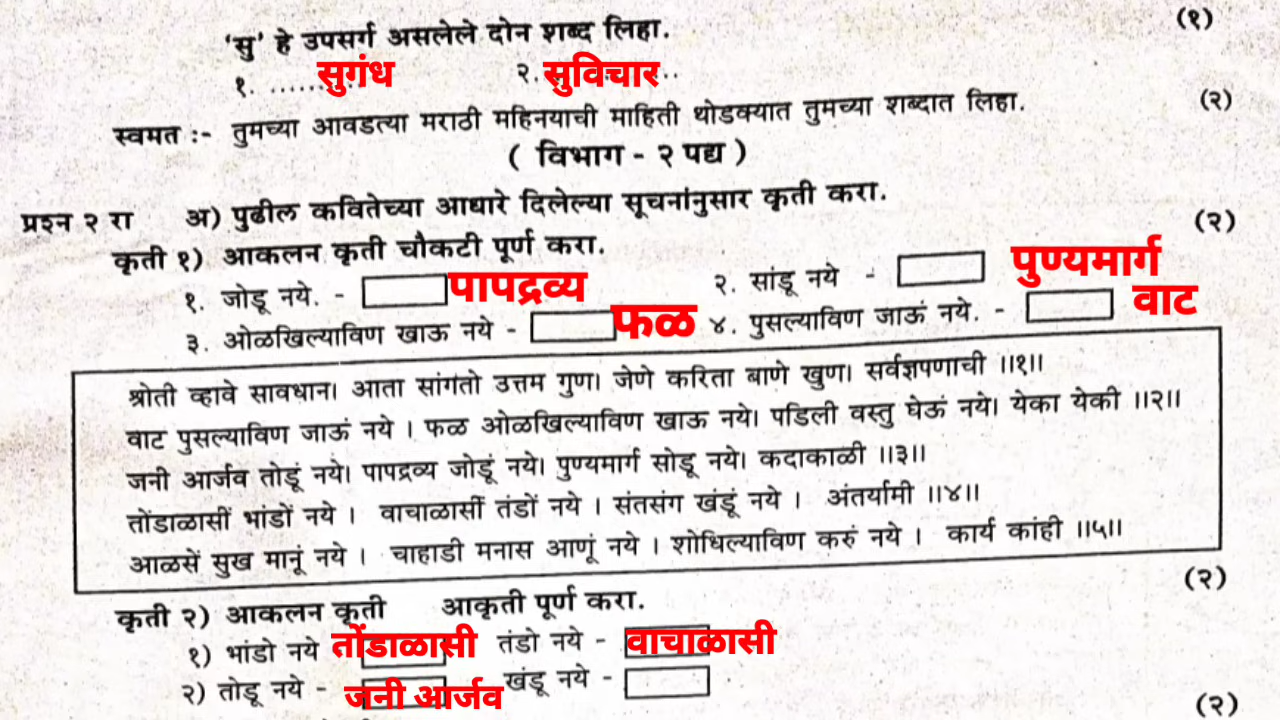 'सु' हे उपसर्ग असलेले दोन शब्द लिहा. (१)
१. ...... सुगंध २. सुविचार ..
स्वमत :- तुमच्या आवडत्या मराठी महिनयाची माहिती थोडक्यात तुमच्या शब्दात लिहा. (२)
( विभाग - २ पद्य )
प्रश्न २ रा अ) पुढील कवितेच्या आधारे दिलेल्या सूचनांनुसार कृती करा.
कृती १) आकलन कृती चौकटी पूर्ण करा. (२)
१. जोडू नये. - पापद्रव्य २. सांडू नये - पुण्यमार्ग
३. ओळखिल्याविण खाऊ नये - फळ ४. पुसल्याविण जाऊं नये. - वाट
श्रोती व्हावे सावधान। आता सांगतो उत्तम गुण। जेणे करिता बाणे खुण। सर्वज्ञपणाची ॥१॥
वाट पुसल्याविण जाऊं नये । फळ ओळखिल्याविण खाऊ नये। पडिली वस्तु घेऊं नये। येका येकी ॥२॥
जनी आर्जव तोडूं नये। पापद्रव्य जोडूं नये। पुण्यमार्ग सोडू नये। कदाकाळी ॥३॥
तोंडाळासीं भांडों नये । वाचाळासीं तंडों नये । संतसंग खंडूं नये । अंतर्यामी ॥४॥
आळसें सुख मानूं नये । चाहाडी मनास आणूं नये । शोधिल्याविण करुं नये । कार्य कांही ॥५॥
कृती २) आकलन कृती आकृती पूर्ण करा. (२)
१) भांडो नये तोंडाळासी तंडो नये - वाचाळासी
२) तोडू नये - जनी आर्जव खंडू नये -
(२)